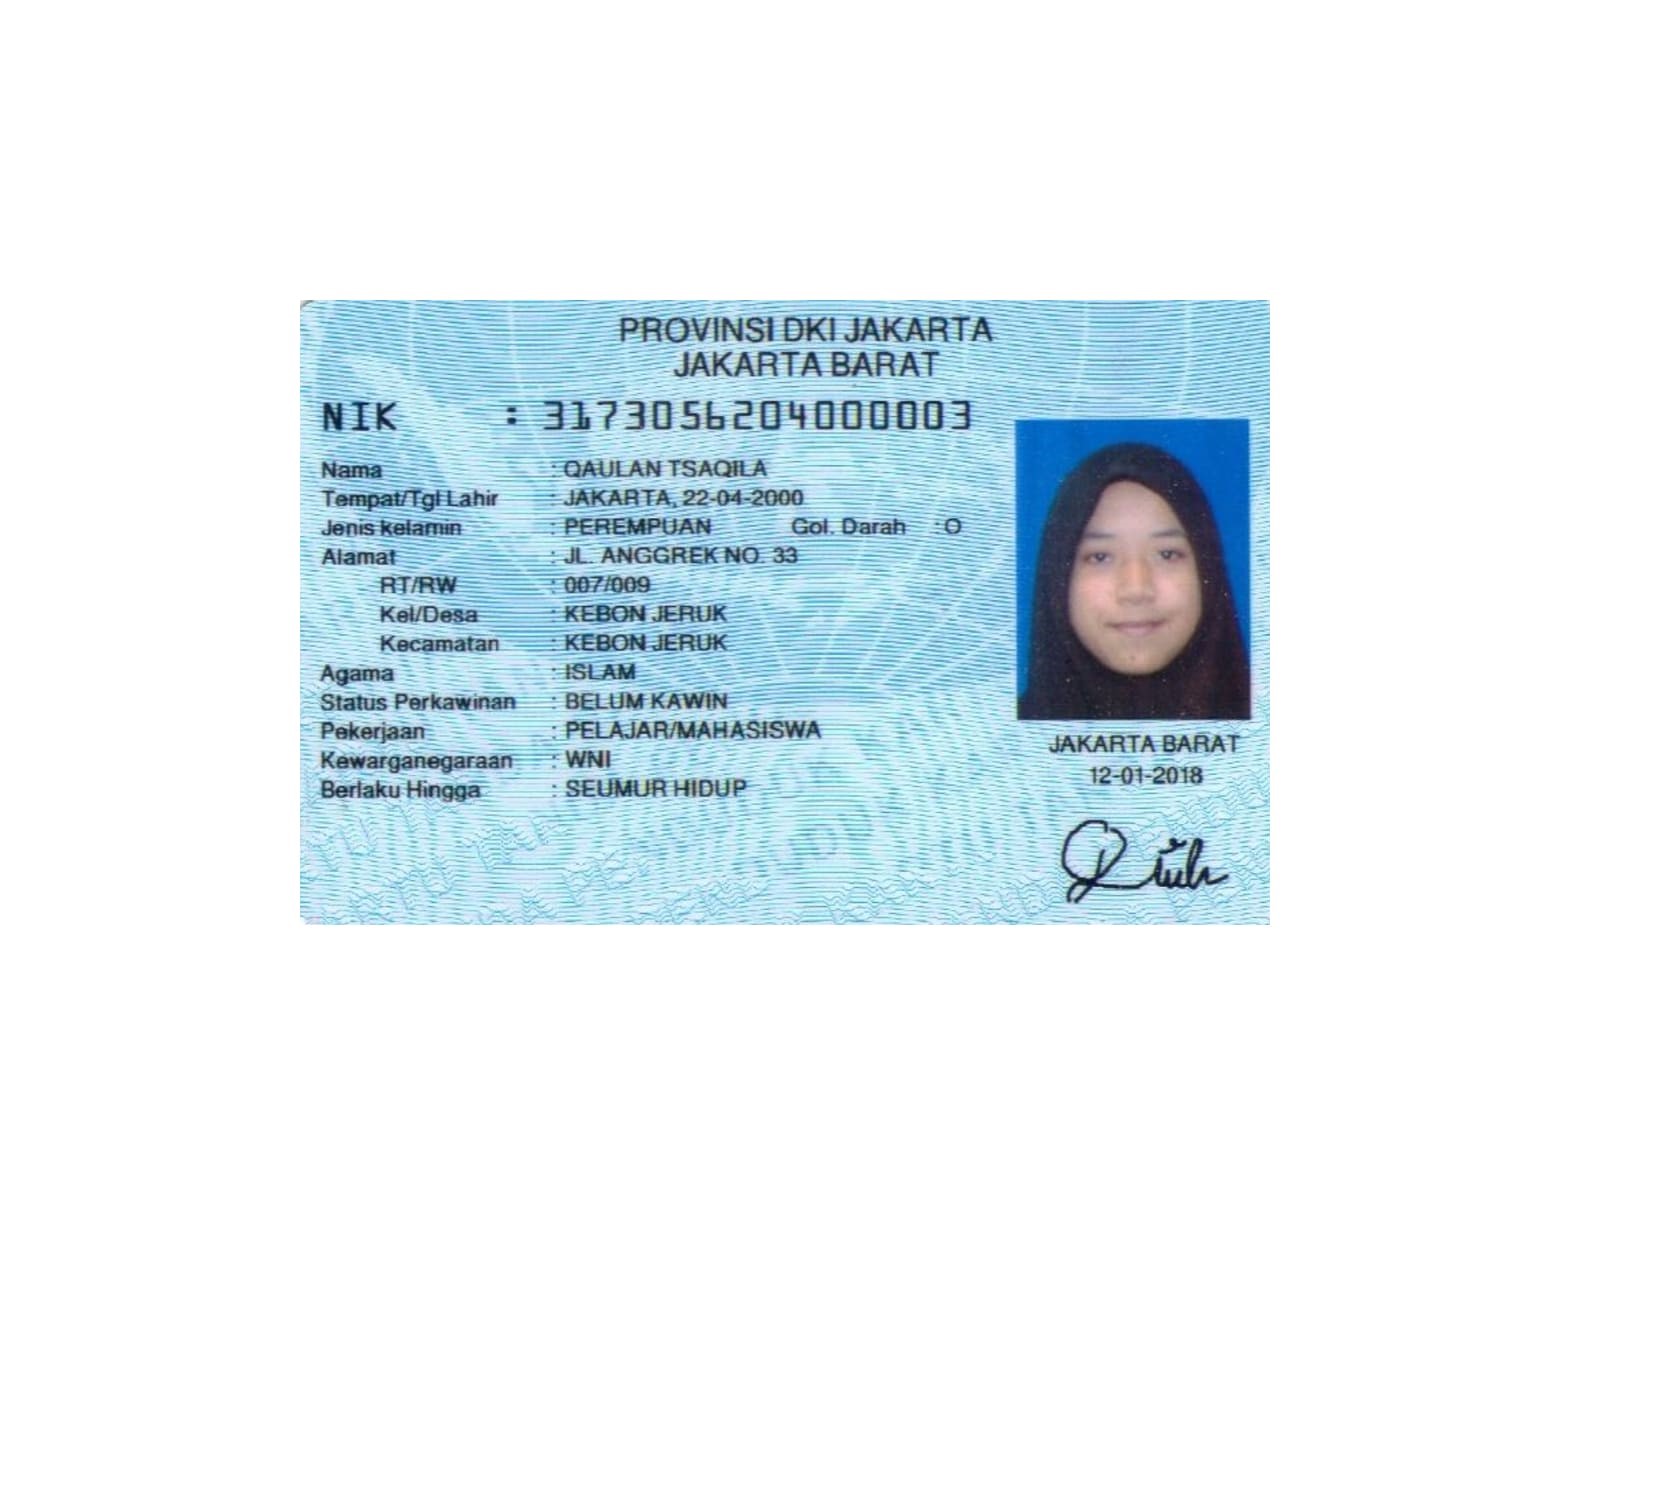 PROVINSI DKI JAKARTA
JAKARTA BARAT
NIK : 3173056204000003
Nama : QAULAN TSAQILA
Tempat/Tgl Lahir : JAKARTA, 22-04-2000
Jenis kelamin : PEREMPUAN Gol. Darah : O
Alamat : JL. ANGGREK NO. 33
RT/RW : 007/009
Kel/Desa : KEBON JERUK
Kecamatan : KEBON JERUK
Agama : ISLAM
Status Perkawinan : BELUM KAWIN
Pekerjaan : PELAJAR/MAHASISWA
Kewarganegaraan : WNI
Berlaku Hingga : SEUMUR HIDUP
JAKARTA BARAT
12-01-2018